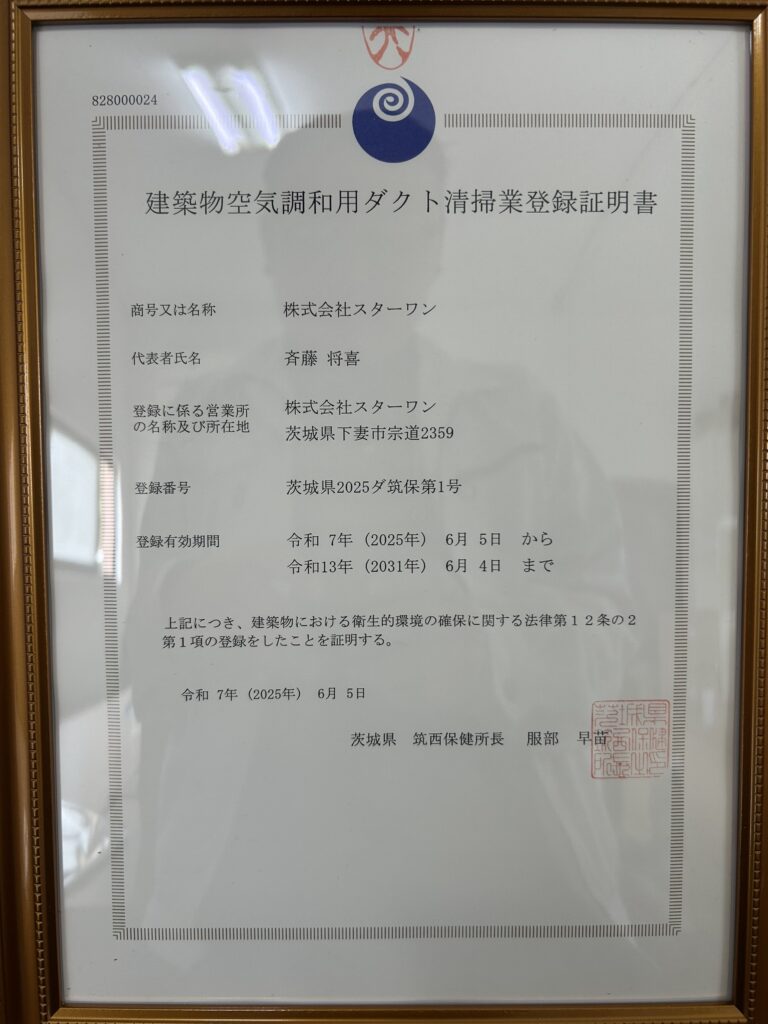 828000024
建築物空気調和用ダクト清掃業登録証明書
商号又は名称 株式会社スターワン
代表者氏名 斉藤 将喜
登録に係る営業所の名称及び所在地 株式会社スターワン
茨城県下妻市宗道2359
登録番号 茨城県2025ダ筑保第1号
登録有効期間 令和 7年 (2025年) 6月 5日 から
令和13年 (2031年) 6月 4日 まで
上記につき、建築物における衛生的環境の確保に関する法律第12条の2
第1項の登録をしたことを証明する。
令和 7年 (2025年) 6月 5日
茨城県 筑西保健所長 服部 早苗